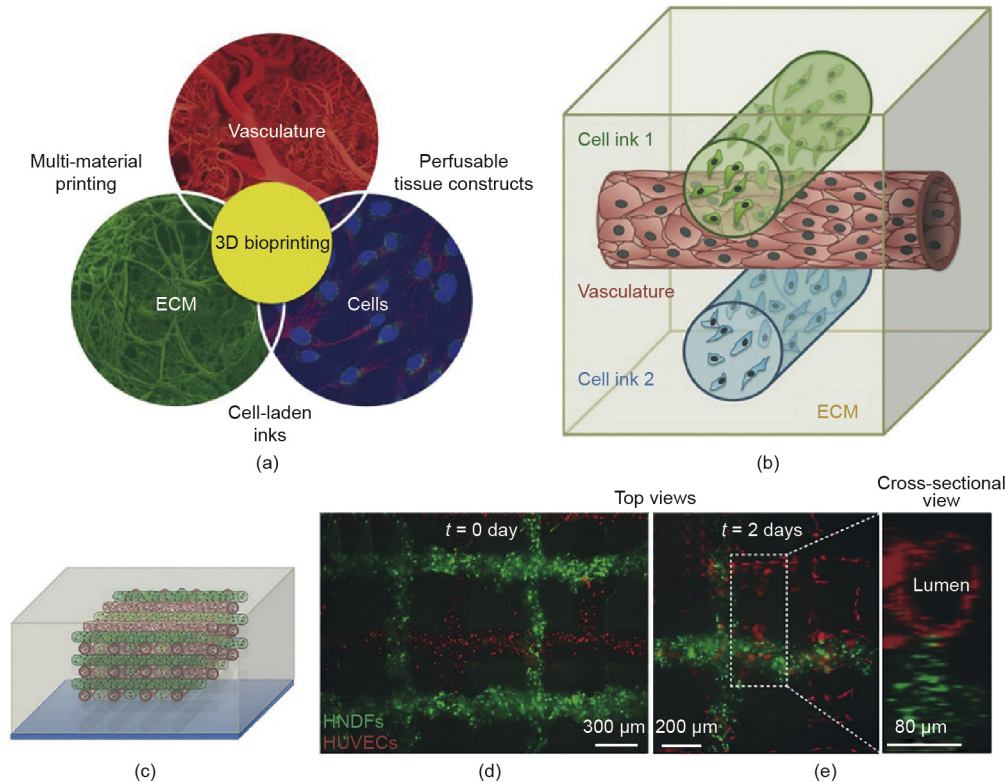 Vasculature
Multi-material
printing
Perfusable
tissue constructs
3D bioprinting
ECM
Cells
Cell-laden
inks
(a)
Cell ink 1
Vasculature
Cell ink 2
ECM
(b)
Top views
Cross-sectional
view
t = 0 day
t = 2 days
Lumen
HNDFs
HUVECs
300 μm
200 μm
80 μm
(c)
(d)
(e)